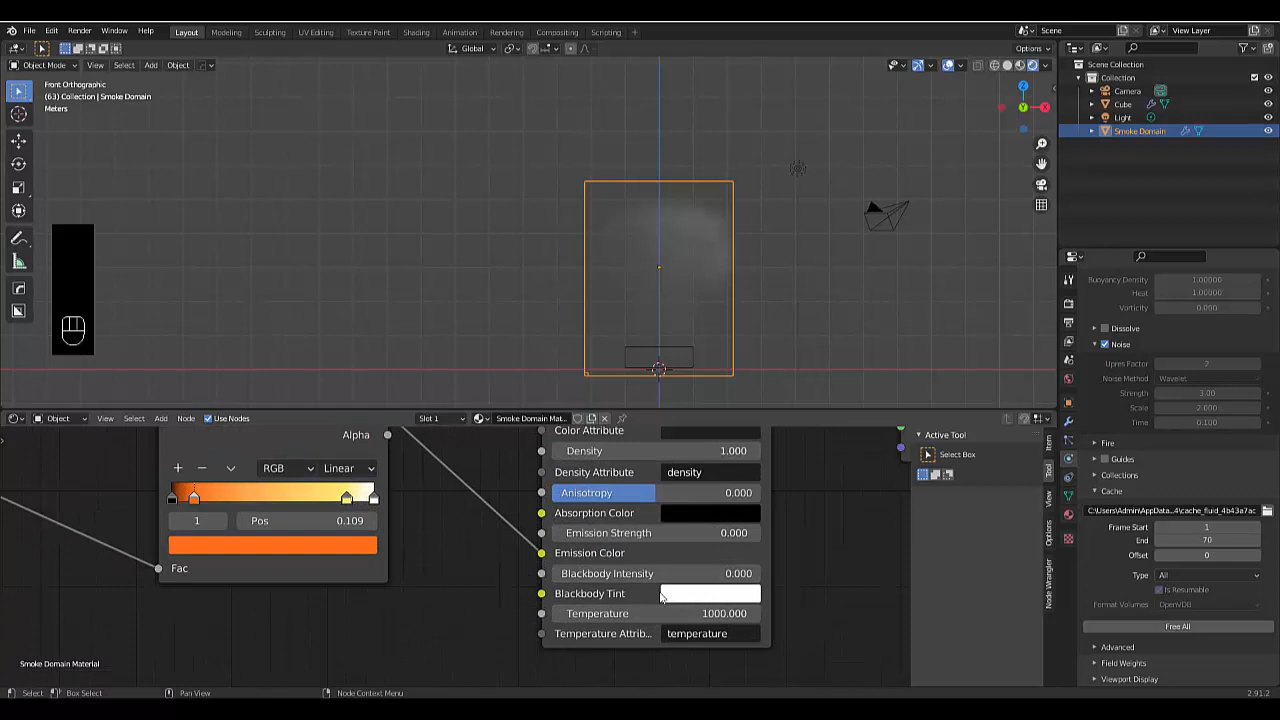 File Edit Render Window Help Layout Modeling Sculpting UV Editing Texture Paint Shading Animation Rendering Compositing Scripting + Scene View Layer
Global Options
Object Mode View Select Add Object Scene Collection
Front Orthographic Collection
(63) Collection | Smoke Domain Camera
Meters Cube
Light
Smoke Domain
Z
Y X
Buoyancy Density 1.00000
Heat 1.00000
Vorticity 0.000
Dissolve
Noise
Upres Factor 2
Noise Method Wavelet
Strength 3.00
Scale 2.000
Time 0.100
Object View Select Add Node Use Nodes Slot 1 Smoke Domain Mat...
Fire
Guides
Collections
Cache
C:\Users\Admin\AppData...4\cache_fluid_4b43a7ac
Frame Start 1
End 70
Offset 0
Type All
Is Resumable
Format Volumes OpenVDB
Free All
Advanced
Field Weights
Viewport Display
Alpha
RGB Linear
1 Pos 0.109
Fac
Color Attribute
Density 1.000
Density Attribute density
Anisotropy 0.000
Absorption Color
Emission Strength 0.000
Emission Color
Blackbody Intensity 0.000
Blackbody Tint
Temperature 1000.000
Temperature Attrib... temperature
Active Tool
Select Box
Item
Tool
View
Options
Node Wrangler
Smoke Domain Material
Select Box Select Pan View Node Context Menu 2.91.2